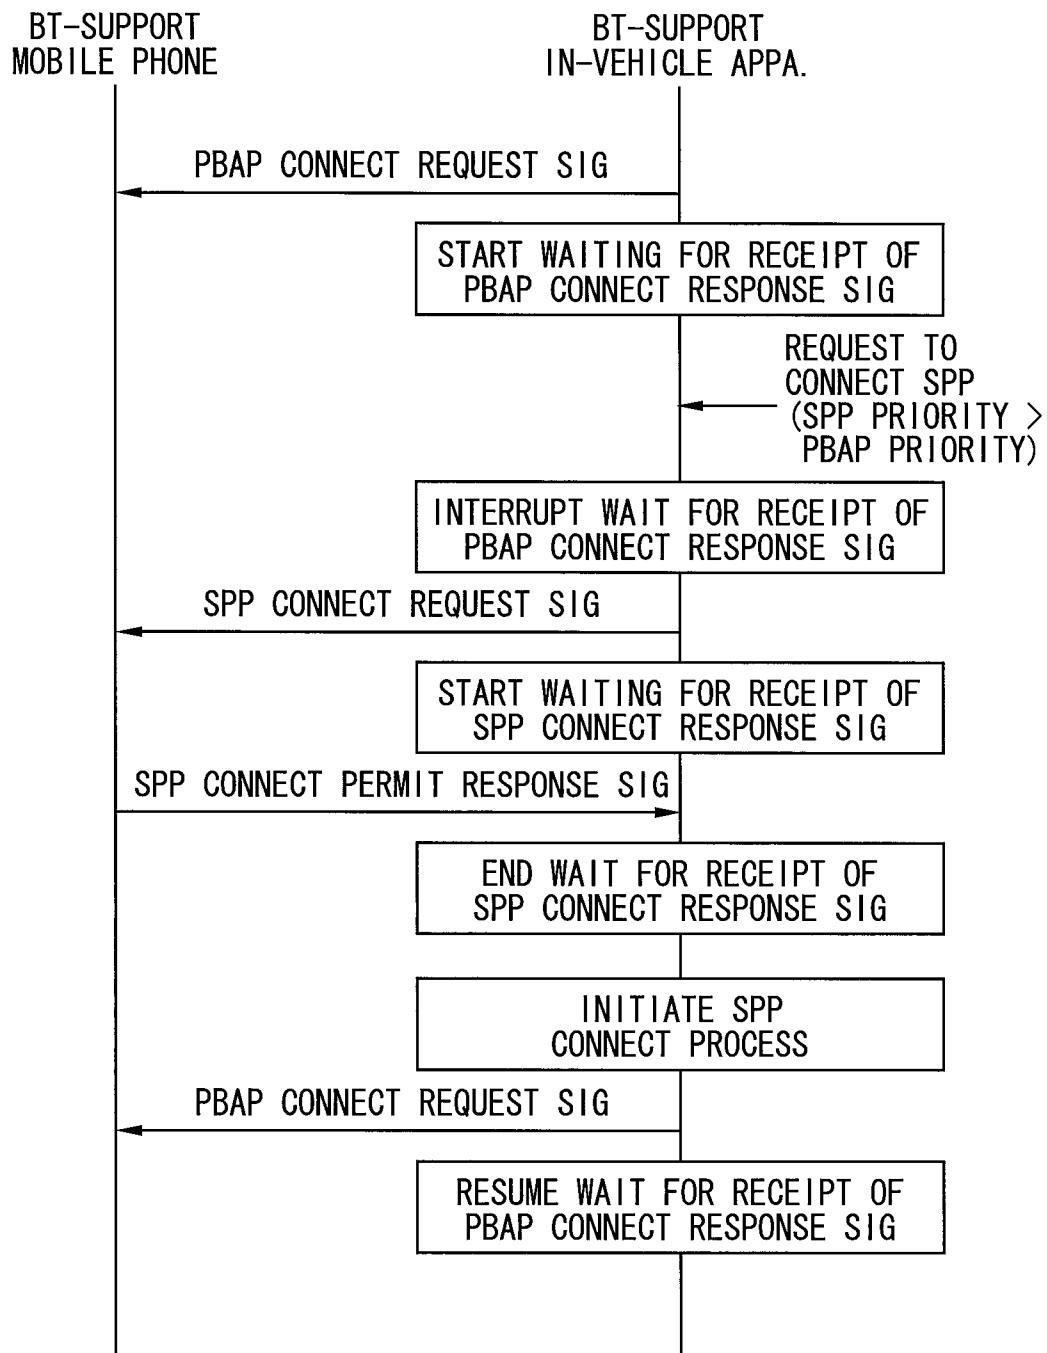 BT-SUPPORT
MOBILE PHONE
BT-SUPPORT
IN-VEHICLE APPA.
PBAP CONNECT REQUEST SIG
START WAITING FOR RECEIPT OF
PBAP CONNECT RESPONSE SIG
REQUEST TO
CONNECT SPP
(SPP PRIORITY >
PBAP PRIORITY)
INTERRUPT WAIT FOR RECEIPT OF
PBAP CONNECT RESPONSE SIG
SPP CONNECT REQUEST SIG
START WAITING FOR RECEIPT OF
SPP CONNECT RESPONSE SIG
SPP CONNECT PERMIT RESPONSE SIG
END WAIT FOR RECEIPT OF
SPP CONNECT RESPONSE SIG
INITIATE SPP
CONNECT PROCESS
PBAP CONNECT REQUEST SIG
RESUME WAIT FOR RECEIPT OF
PBAP CONNECT RESPONSE SIG